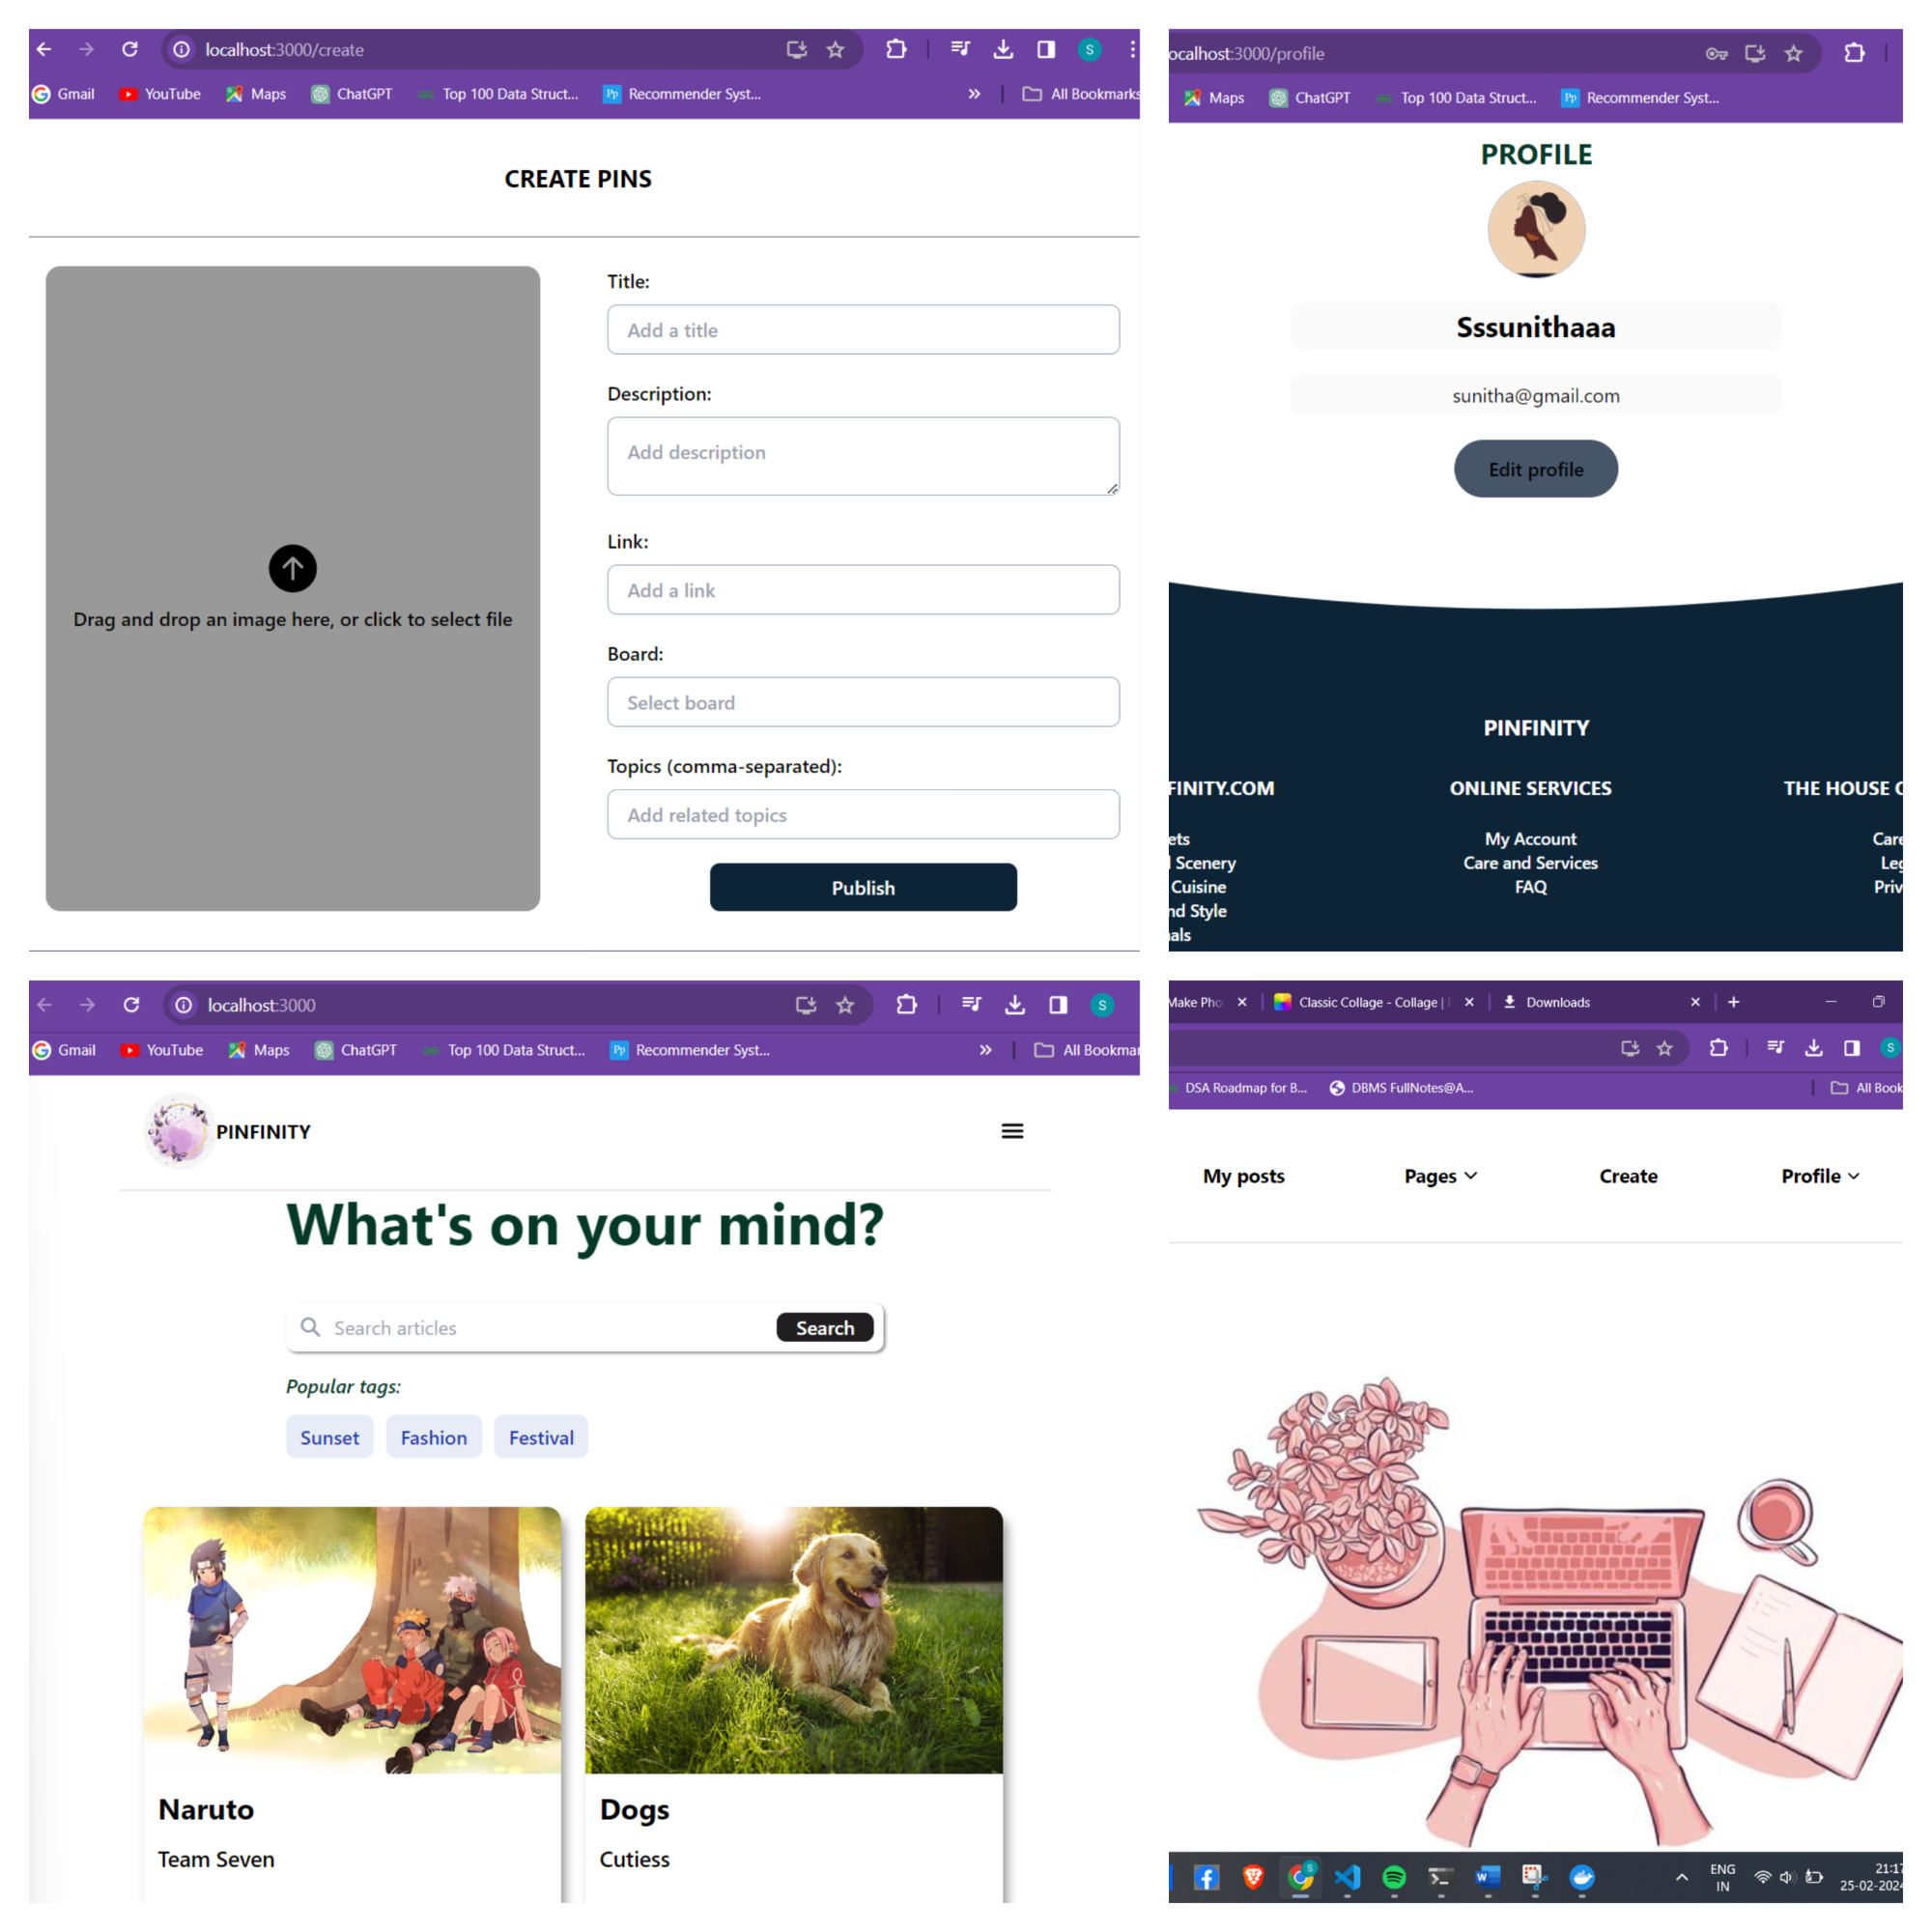 localhost:3000/create
Gmail YouTube Maps ChatGPT Top 100 Data Struct... Recommender Syst... » All Bookmarks
CREATE PINS
Drag and drop an image here, or click to select file
Title:
Add a title
Description:
Add description
Link:
Add a link
Board:
Select board
Topics (comma-separated):
Add related topics
Publish
ocalhost:3000/profile
Maps ChatGPT Top 100 Data Struct... Recommender Syst...
PROFILE
Sssunithaaa
sunitha@gmail.com
Edit profile
PINFINITY
FINITY.COM ONLINE SERVICES THE HOUSE
ets My Account Care
Scenery Care and Services Leg
Cuisine FAQ Priv
nd Style
als
localhost:3000
S
Gmail YouTube Maps ChatGPT Top 100 Data Struct... Recommender Syst... » All Bookmar
PINFINITY
What's on your mind?
Search articles Search
Popular tags:
Sunset Fashion Festival
Naruto
Team Seven
Dogs
Cutiess
Make Pho Classic Collage - Collage | Downloads
S
DSA Roadmap for B... DBMS FullNotes@A... All Book
My posts Pages Create Profile
ENG 21:17
IN 25-02-2024